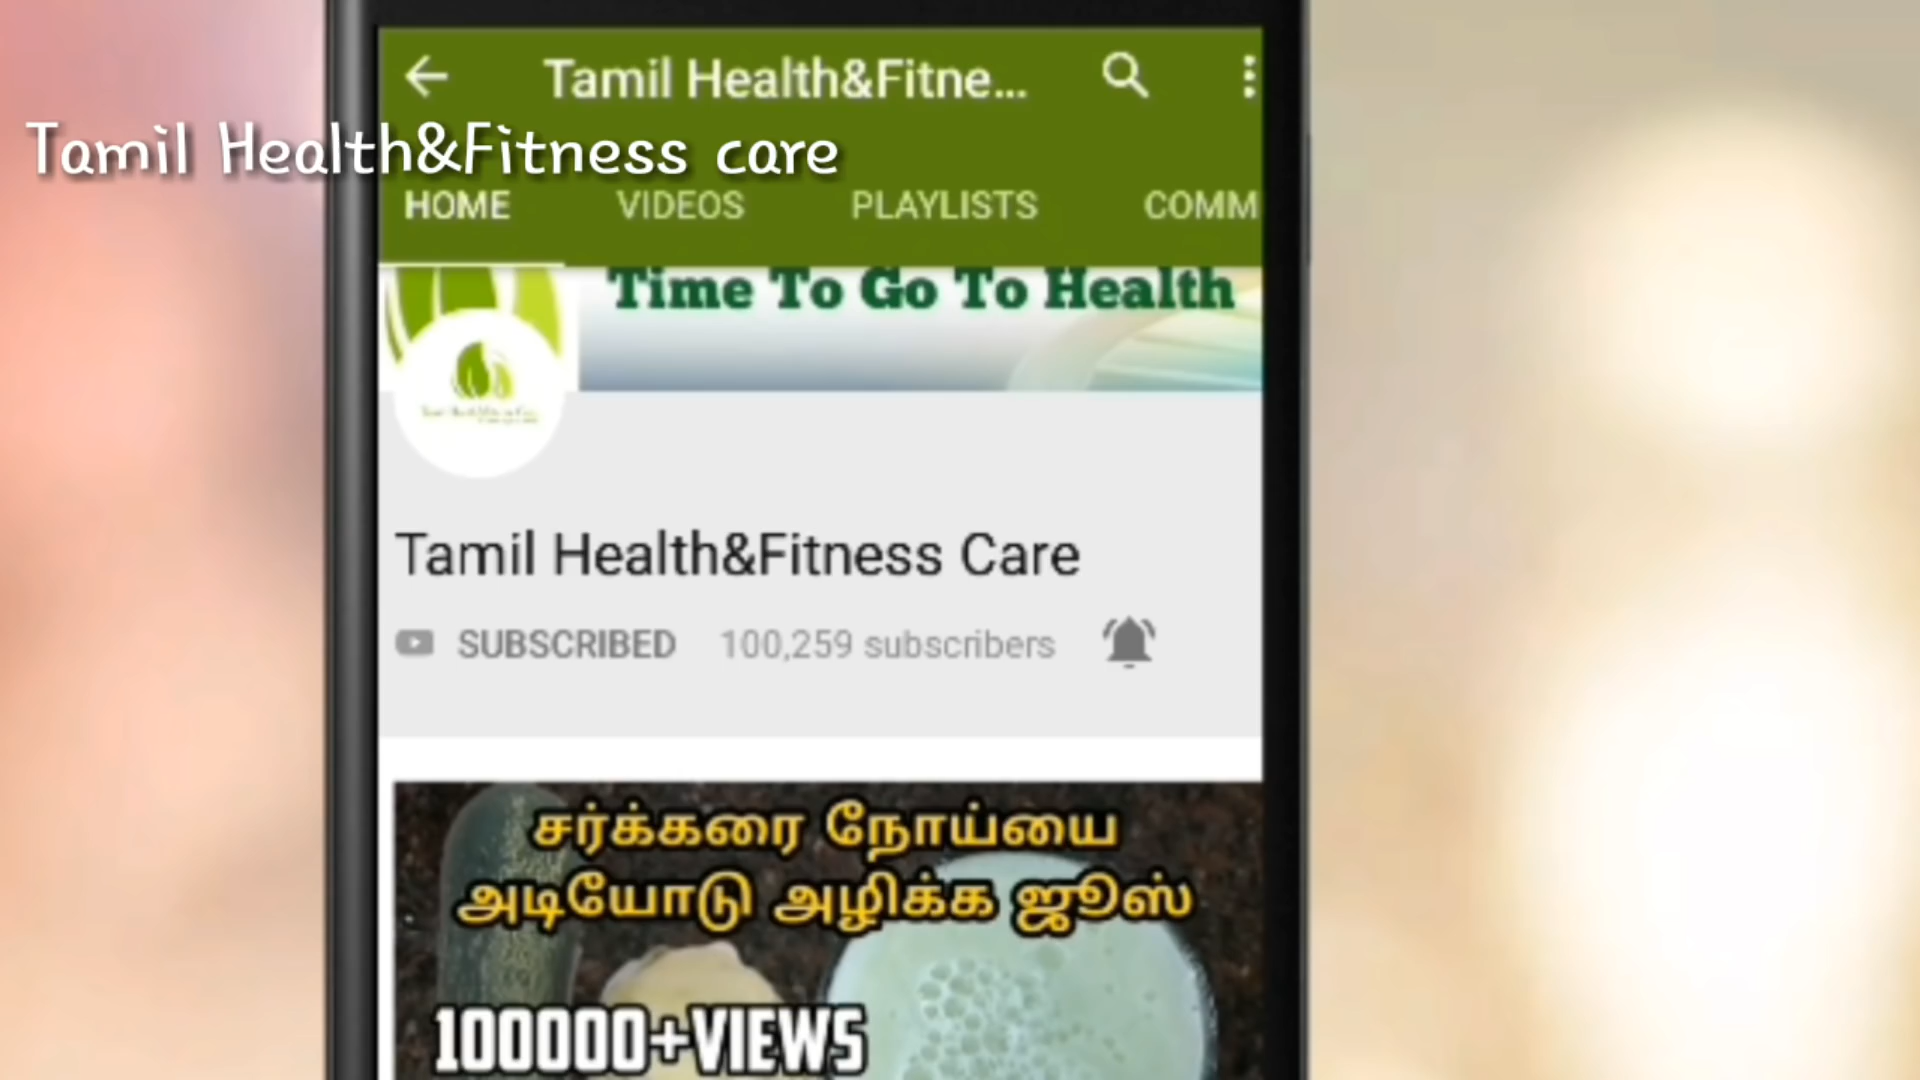 Tamil Health&Fitne...
Tamil Health&Fitness care
HOME VIDEOS PLAYLISTS COMM
Time To Go To Health
Tamil Health&Fitness Care
SUBSCRIBED 100,259 subscribers
சர்க்கரை நோய்யை
அடியோடு அழிக்க ஜூஸ்
100000+VIEWS